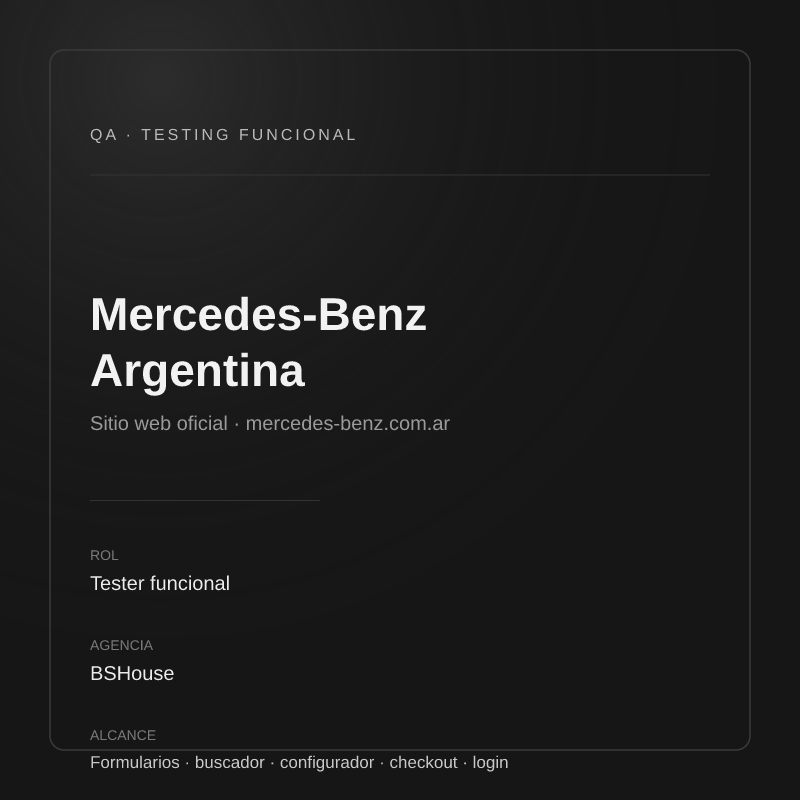 QA · TESTING FUNCIONAL
Mercedes-Benz
Argentina
Sitio web oficial · mercedes-benz.com.ar
ROL
Tester funcional
AGENCIA
BSHouse
ALCANCE
Formularios · buscador · configurador · checkout · login